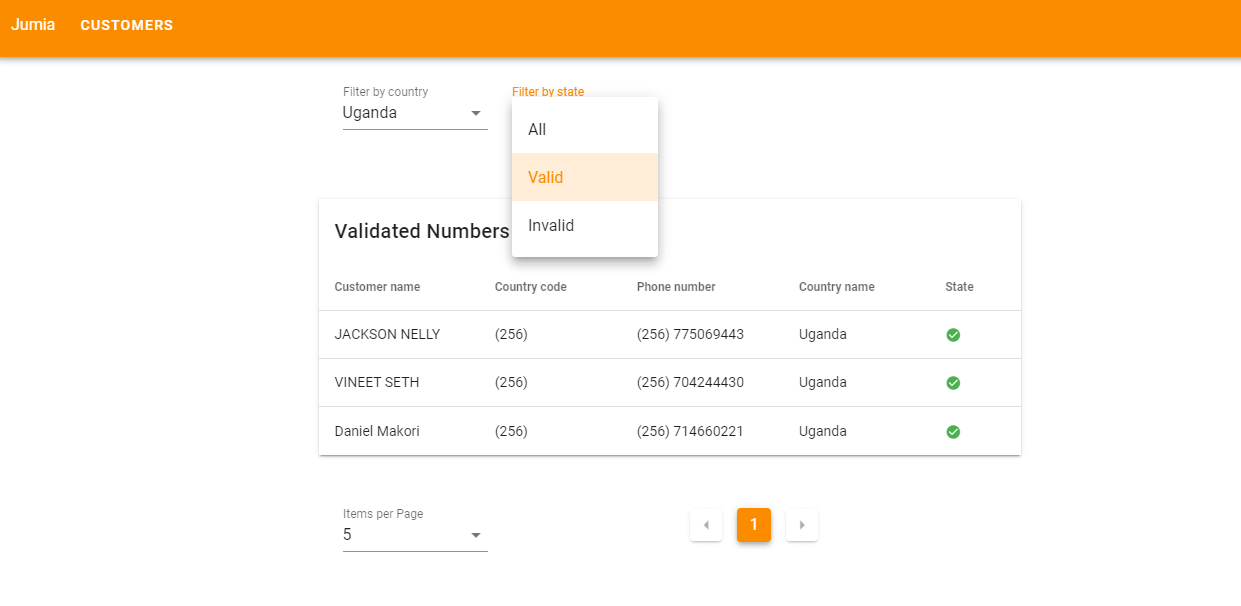 Jumia CUSTOMERS
Filter by country Filter by state
Uganda
All
Valid
Invalid
Validated Numbers
Customer name Country code Phone number Country name State
JACKSON NELLY (256) (256) 775069443 Uganda
VINEET SETH (256) (256) 704244430 Uganda
Daniel Makori (256) (256) 714660221 Uganda
Items per Page
5 1